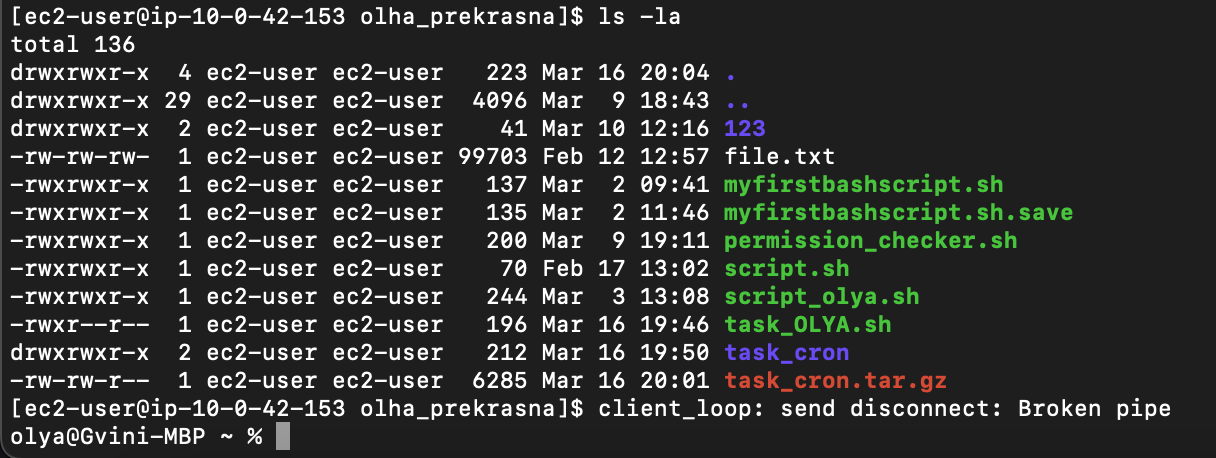 [ec2-user@ip-10-0-42-153 olha_prekrasna]$ ls -la
total 136
drwxrwxr-x  4 ec2-user ec2-user   223 Mar 16 20:04 .
drwxrwxr-x 29 ec2-user ec2-user  4096 Mar  9 18:43 ..
drwxrwxr-x  2 ec2-user ec2-user    41 Mar 10 12:16 123
-rw-rw-rw-  1 ec2-user ec2-user 99703 Feb 12 12:57 file.txt
-rwxrwxr-x  1 ec2-user ec2-user   137 Mar  2 09:41 myfirstbashscript.sh
-rwxrwxr-x  1 ec2-user ec2-user   135 Mar  2 11:46 myfirstbashscript.sh.save
-rwxrwxr-x  1 ec2-user ec2-user   200 Mar  9 19:11 permission_checker.sh
-rwxrwxr-x  1 ec2-user ec2-user    70 Feb 17 13:02 script.sh
-rwxrwxr-x  1 ec2-user ec2-user   244 Mar  3 13:08 script_olya.sh
-rwxr--r--  1 ec2-user ec2-user   196 Mar 16 19:46 task_OLYA.sh
drwxrwxr-x  2 ec2-user ec2-user   212 Mar 16 19:50 task_cron
-rw-rw-r--  1 ec2-user ec2-user  6285 Mar 16 20:01 task_cron.tar.gz
[ec2-user@ip-10-0-42-153 olha_prekrasna]$ client_loop: send disconnect: Broken pipe
olya@Gvini-MBP ~ %